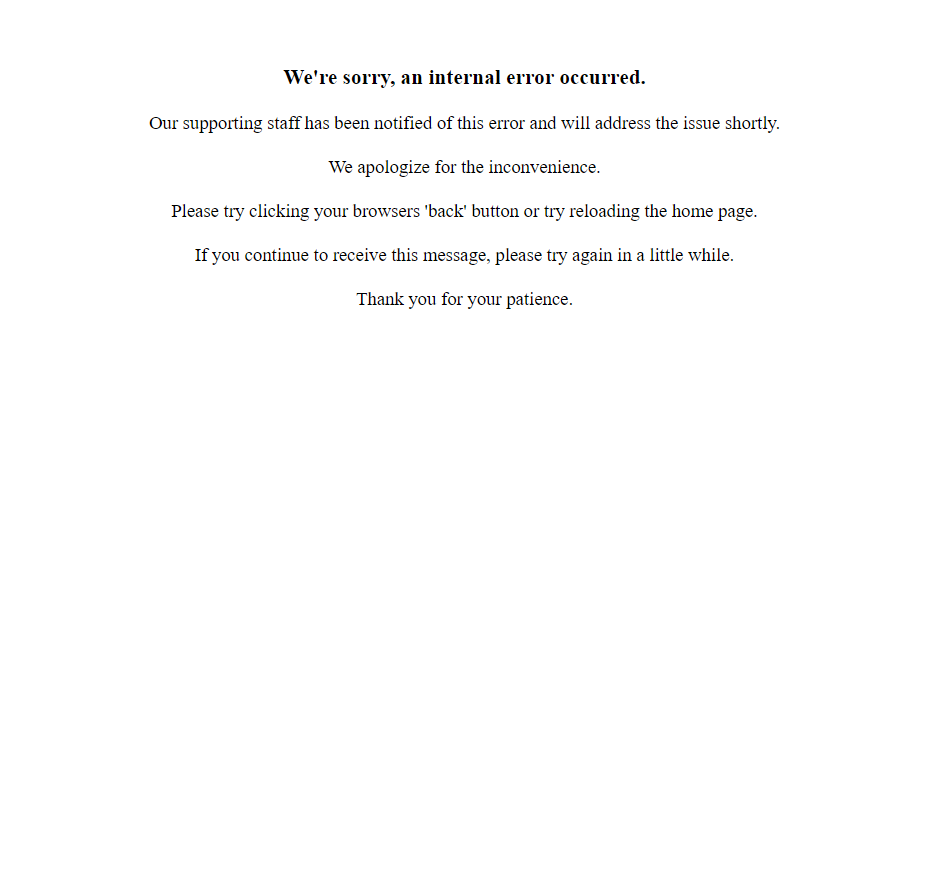 We're sorry, an internal error occurred.
Our supporting staff has been notified of this error and will address the issue shortly.
We apologize for the inconvenience.
Please try clicking your browsers 'back' button or try reloading the home page.
If you continue to receive this message, please try again in a little while.
Thank you for your patience.